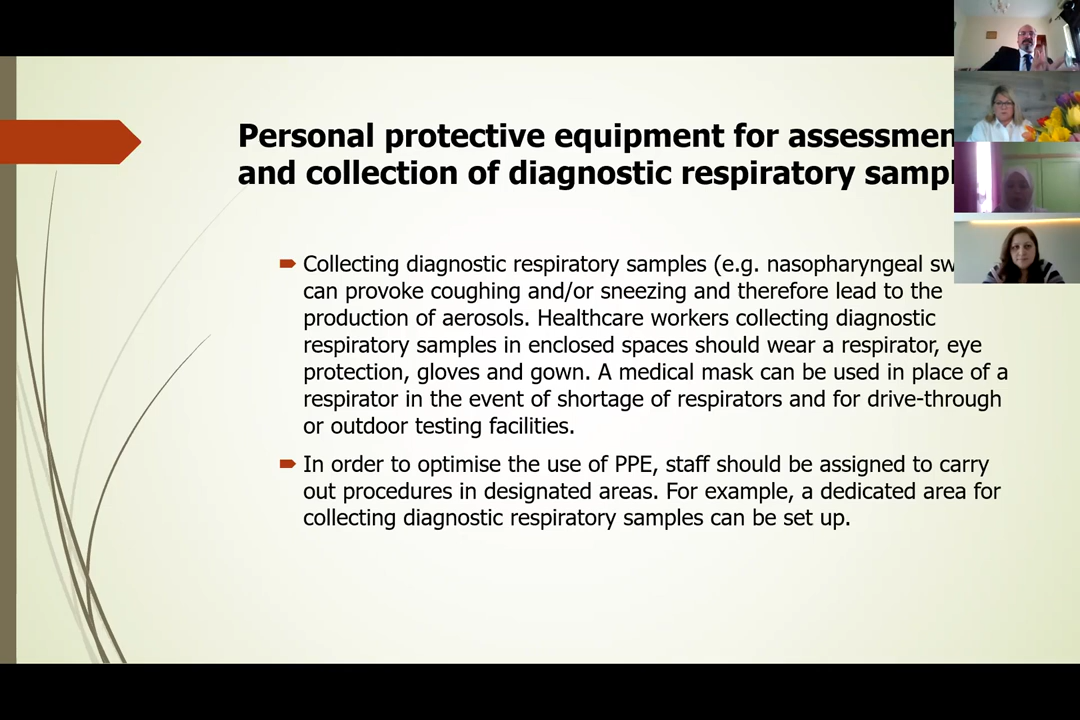 Personal protective equipment for assessmen
and collection of diagnostic respiratory samp
Collecting diagnostic respiratory samples (e.g. nasopharyngeal sw
can provoke coughing and/or sneezing and therefore lead to the
production of aerosols. Healthcare workers collecting diagnostic
respiratory samples in enclosed spaces should wear a respirator, eye
protection, gloves and gown. A medical mask can be used in place of a
respirator in the event of shortage of respirators and for drive-through
or outdoor testing facilities.
In order to optimise the use of PPE, staff should be assigned to carry
out procedures in designated areas. For example, a dedicated area for
collecting diagnostic respiratory samples can be set up.